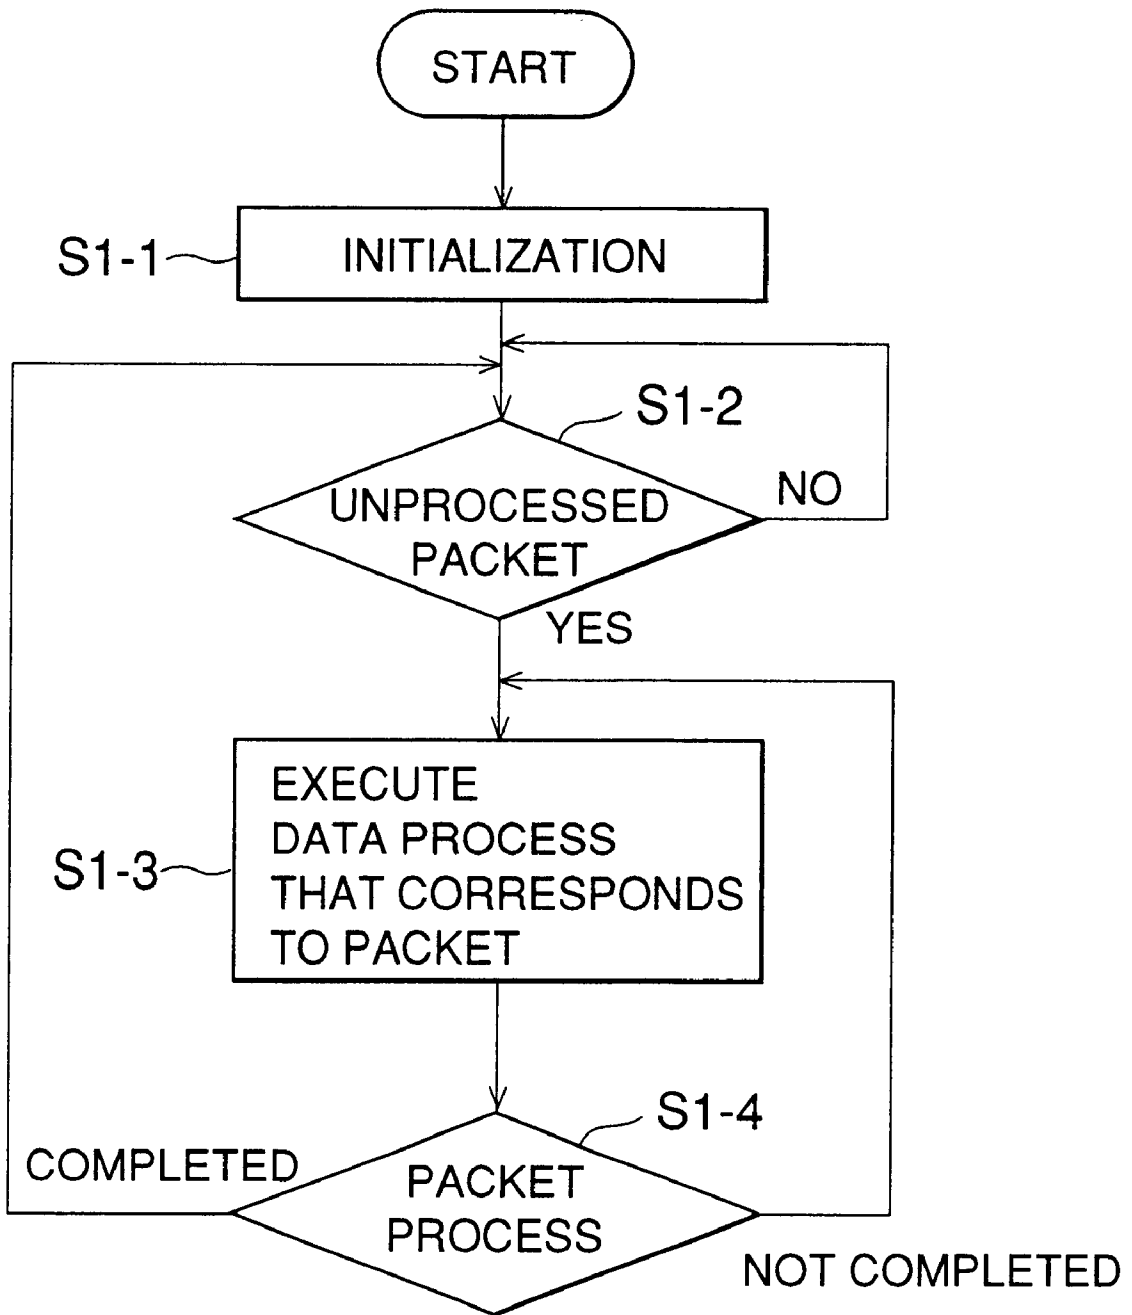 START
S1-1
INITIALIZATION
S1-2
UNPROCESSED
PACKET
NO
YES
EXECUTE
DATA PROCESS
THAT CORRESPONDS
TO PACKET
S1-3
S1-4
COMPLETED
PACKET
PROCESS
NOT COMPLETED